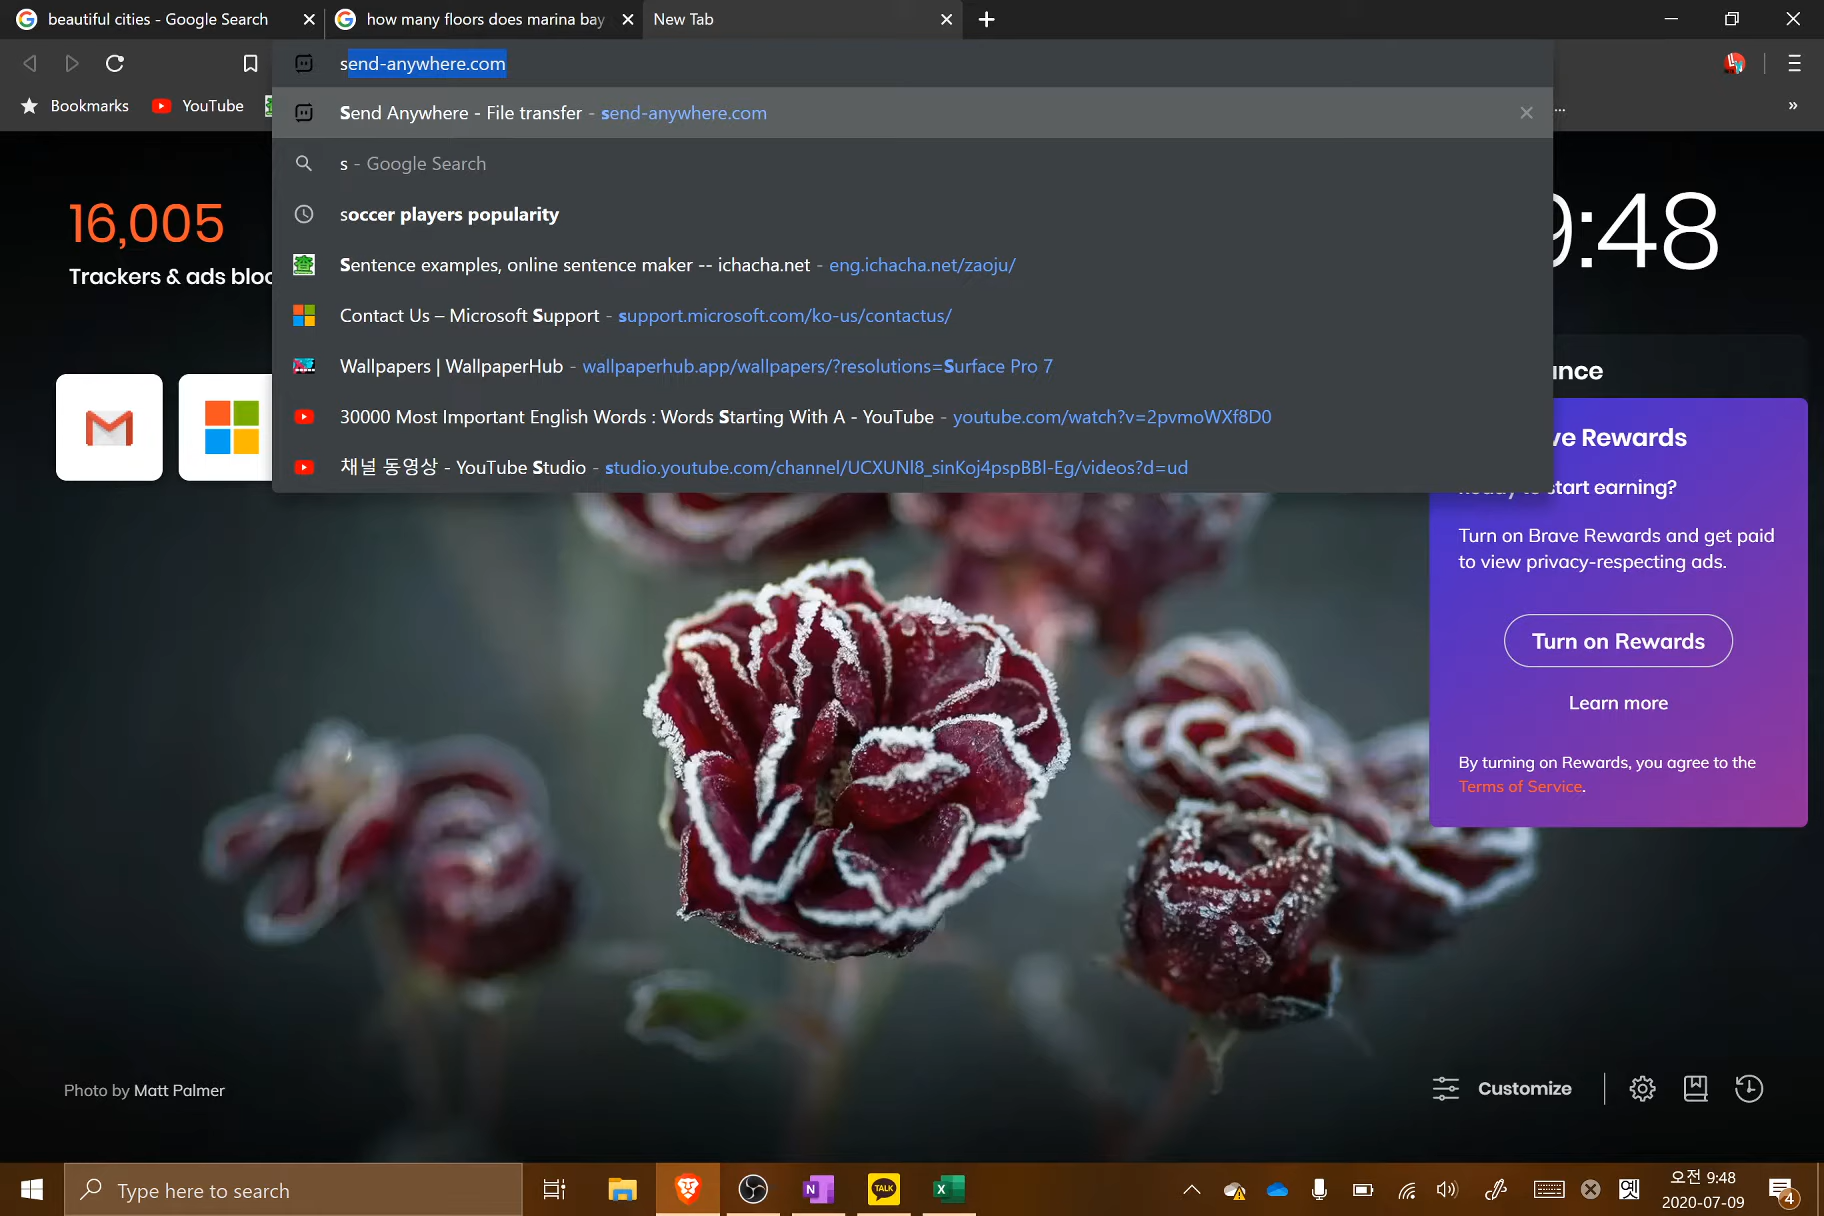 beautiful cities - Google Search
how many floors does marina bay
New Tab
send-anywhere.com
Bookmarks
YouTube
...
»
Send Anywhere - File transfer - send-anywhere.com
s - Google Search
soccer players popularity
Sentence examples, online sentence maker -- ichacha.net - eng.ichacha.net/zaoju/
Contact Us – Microsoft Support - support.microsoft.com/ko-us/contactus/
Wallpapers | WallpaperHub - wallpaperhub.app/wallpapers/?resolutions=Surface Pro 7
30000 Most Important English Words : Words Starting With A - YouTube - youtube.com/watch?v=2pvmoWXf8D0
채널 동영상 - YouTube Studio - studio.youtube.com/channel/UCXUNl8_sinKoj4pspBBl-Eg/videos?d=ud
16,005
Trackers & ads bloc
9:48
ance
ve Rewards
start earning?
Turn on Brave Rewards and get paid
to view privacy-respecting ads.
Turn on Rewards
Learn more
By turning on Rewards, you agree to the
Terms of Service.
Photo by Matt Palmer
Customize
Type here to search
N
TALK
X
오전 9:48
2020-07-09
4